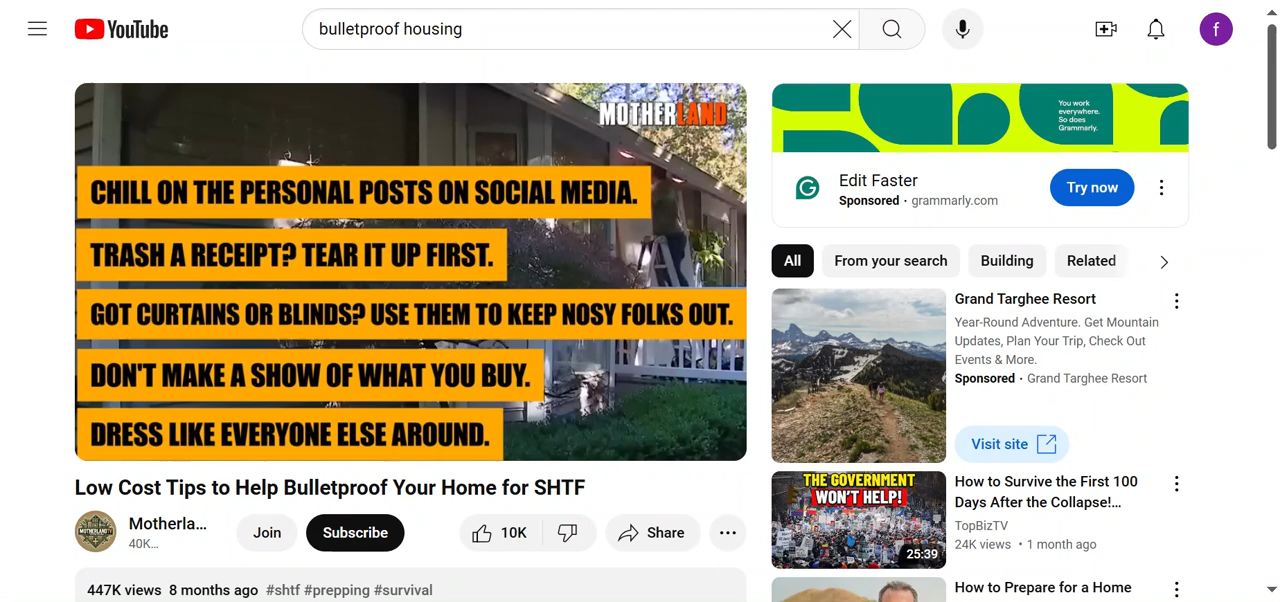 YouTube
bulletproof housing
f
MOTHERLAND
CHILL ON THE PERSONAL POSTS ON SOCIAL MEDIA.
TRASH A RECEIPT? TEAR IT UP FIRST.
GOT CURTAINS OR BLINDS? USE THEM TO KEEP NOSY FOLKS OUT.
DON'T MAKE A SHOW OF WHAT YOU BUY.
DRESS LIKE EVERYONE ELSE AROUND.
Low Cost Tips to Help Bulletproof Your Home for SHTF
Motherla...
40K...
Join
Subscribe
10K
Share
447K views 8 months ago #shtf #prepping #survival
You work
everywhere.
So does
Grammarly.
Edit Faster
Sponsored · grammarly.com
Try now
All
From your search
Building
Related
Grand Targhee Resort
Year-Round Adventure. Get Mountain
Updates, Plan Your Trip, Check Out
Events & More.
Sponsored · Grand Targhee Resort
Visit site
THE GOVERNMENT
WON'T HELP!
25:39
How to Survive the First 100
Days After the Collapse!...
TopBizTV
24K views • 1 month ago
How to Prepare for a Home